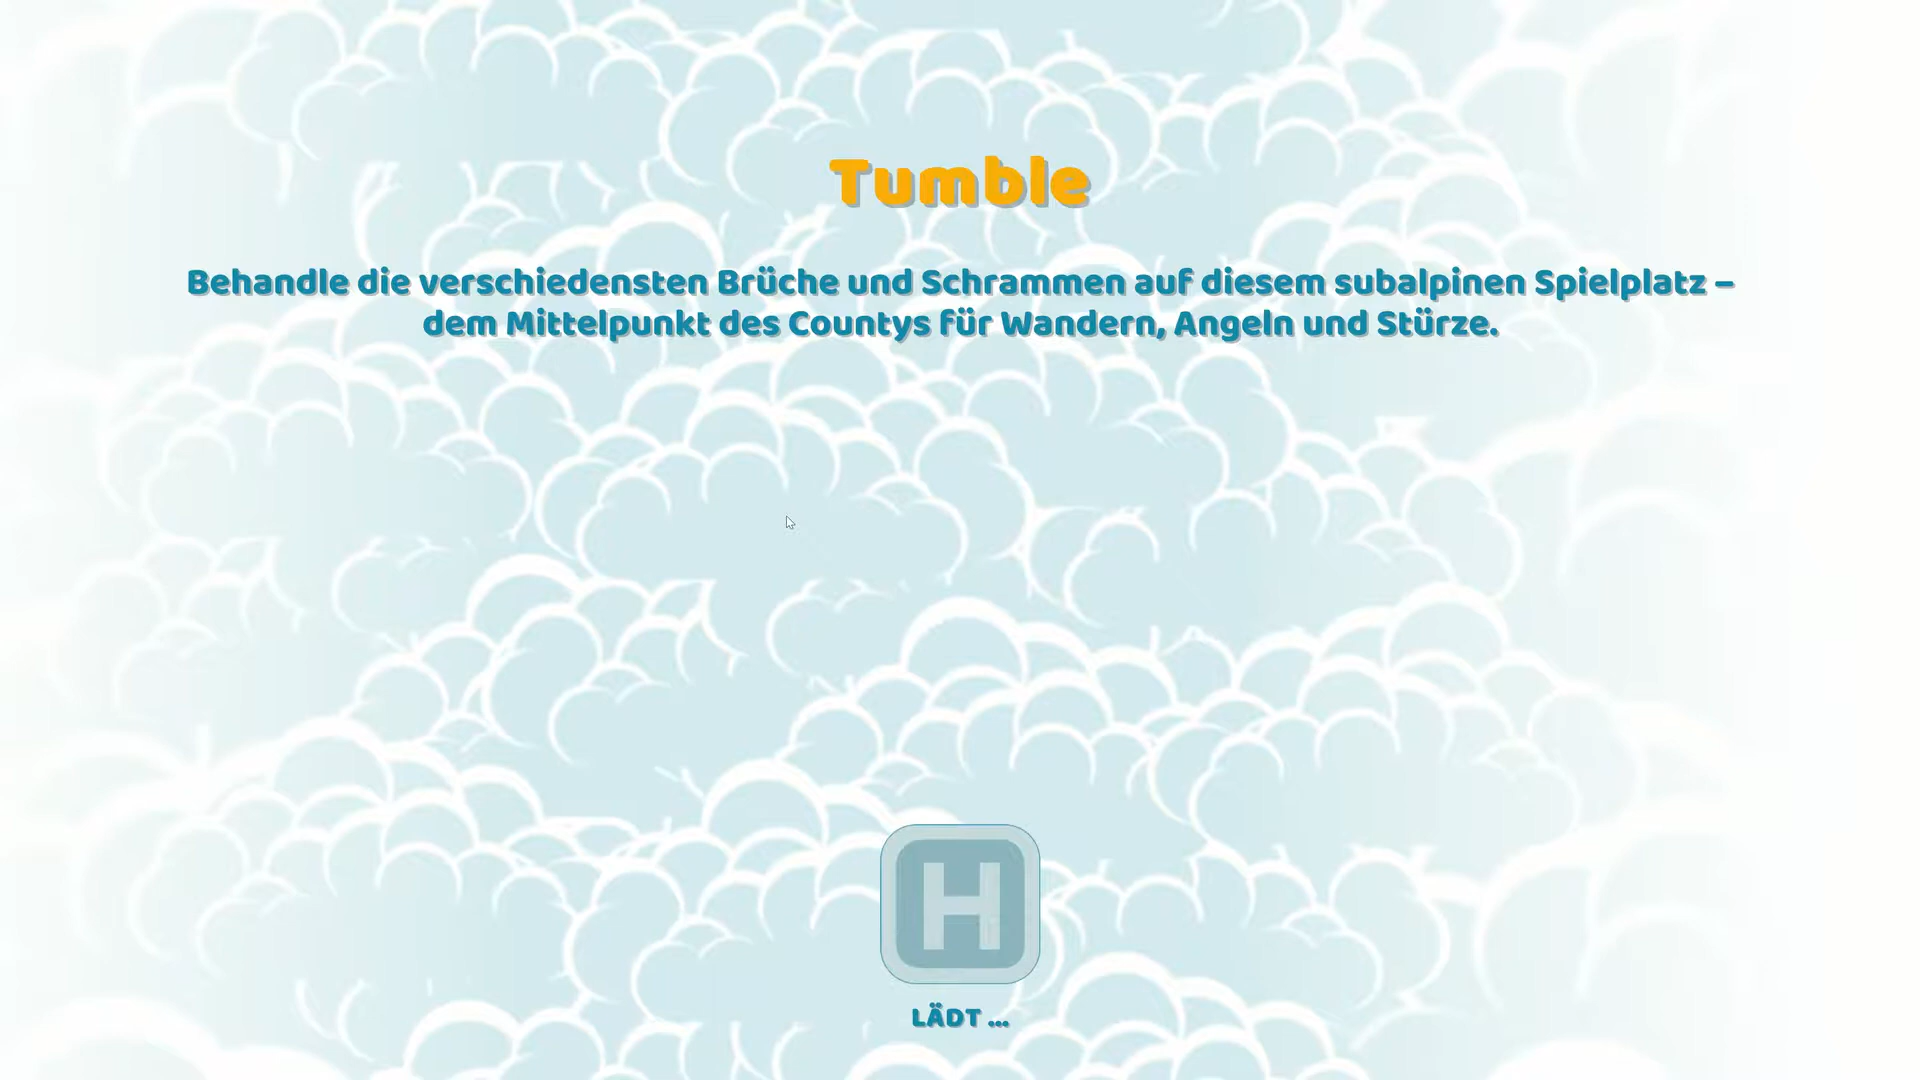 Tumble
Behandle die verschiedensten Brüche und Schrammen auf diesem subalpinen Spielplatz –
dem Mittelpunkt des Countys für Wandern, Angeln und Stürze.
H
LÄDT ...